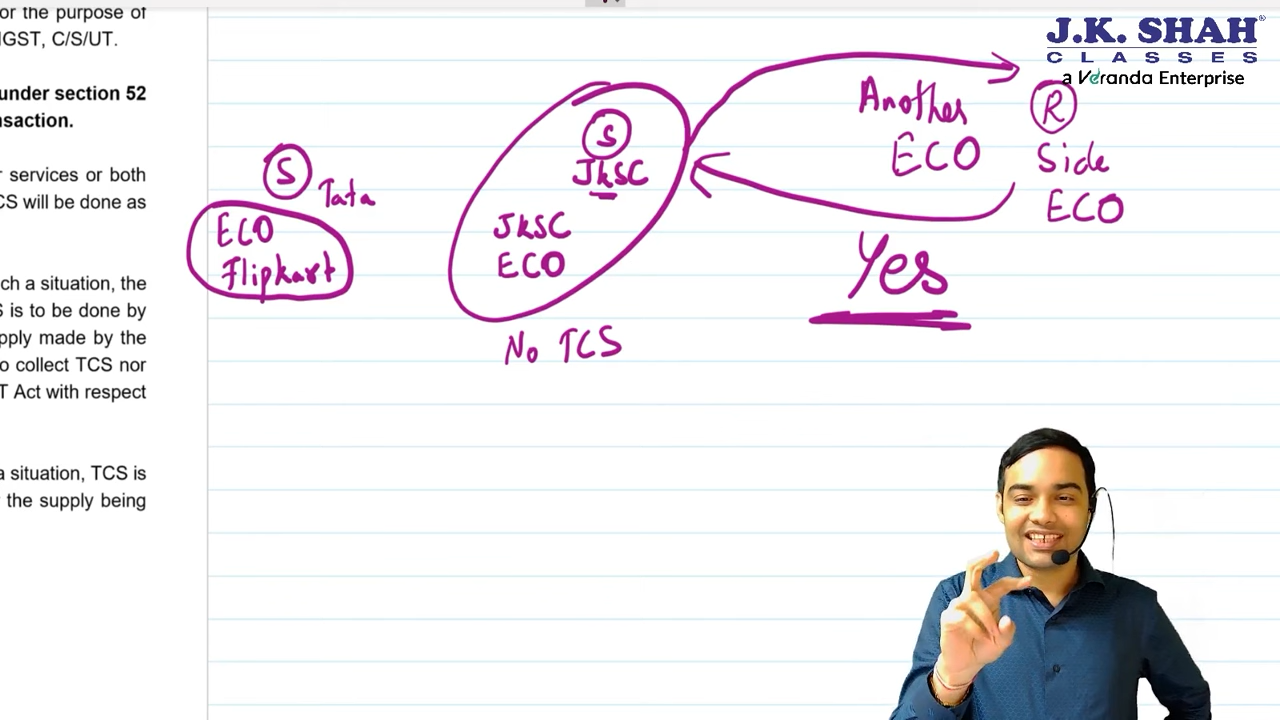 or the purpose of
IGST, C/S/UT.
under section 52
nsaction.
r services or both
CS will be done as
ch a situation, the
S is to be done by
pply made by the
o collect TCS nor
T Act with respect
a situation, TCS is
the supply being
S
Tata
ECO
Flipkart
S
JkSC
JkSC
ECO
No TCS
Another
ECO
R
Side
ECO
Yes
J.K. SHAH®
CLASSES
a Veranda Enterprise